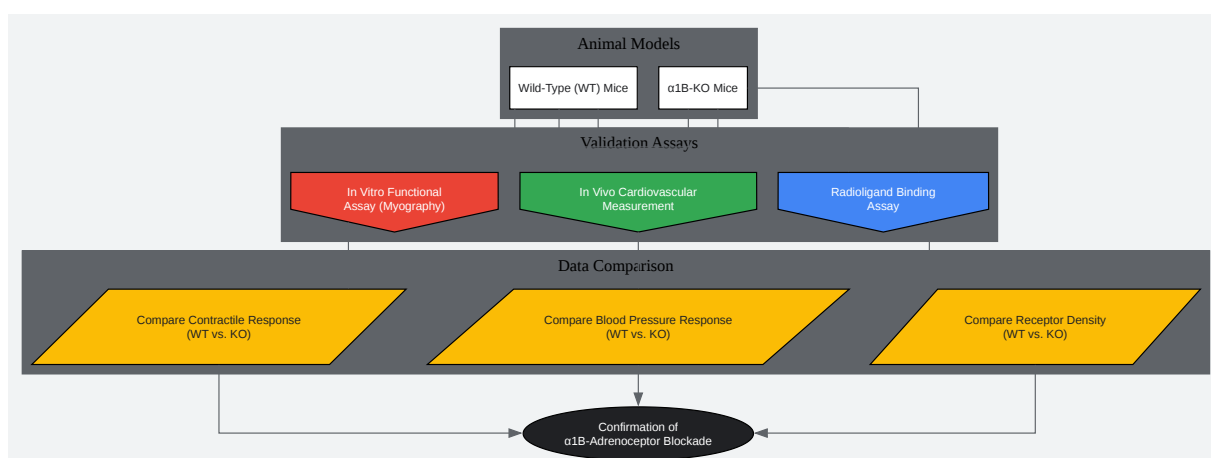 Animal Models
Wild-Type (WT) Mice
α1B-KO Mice
Validation Assays
In Vitro Functional
Assay (Myography)
In Vivo Cardiovascular
Measurement
Radioligand Binding
Assay
Data Comparison
Compare Contractile Response
(WT vs. KO)
Compare Blood Pressure Response
(WT vs. KO)
Compare Receptor Density
(WT vs. KO)
Confirmation of
α1B-Adrenoceptor Blockade